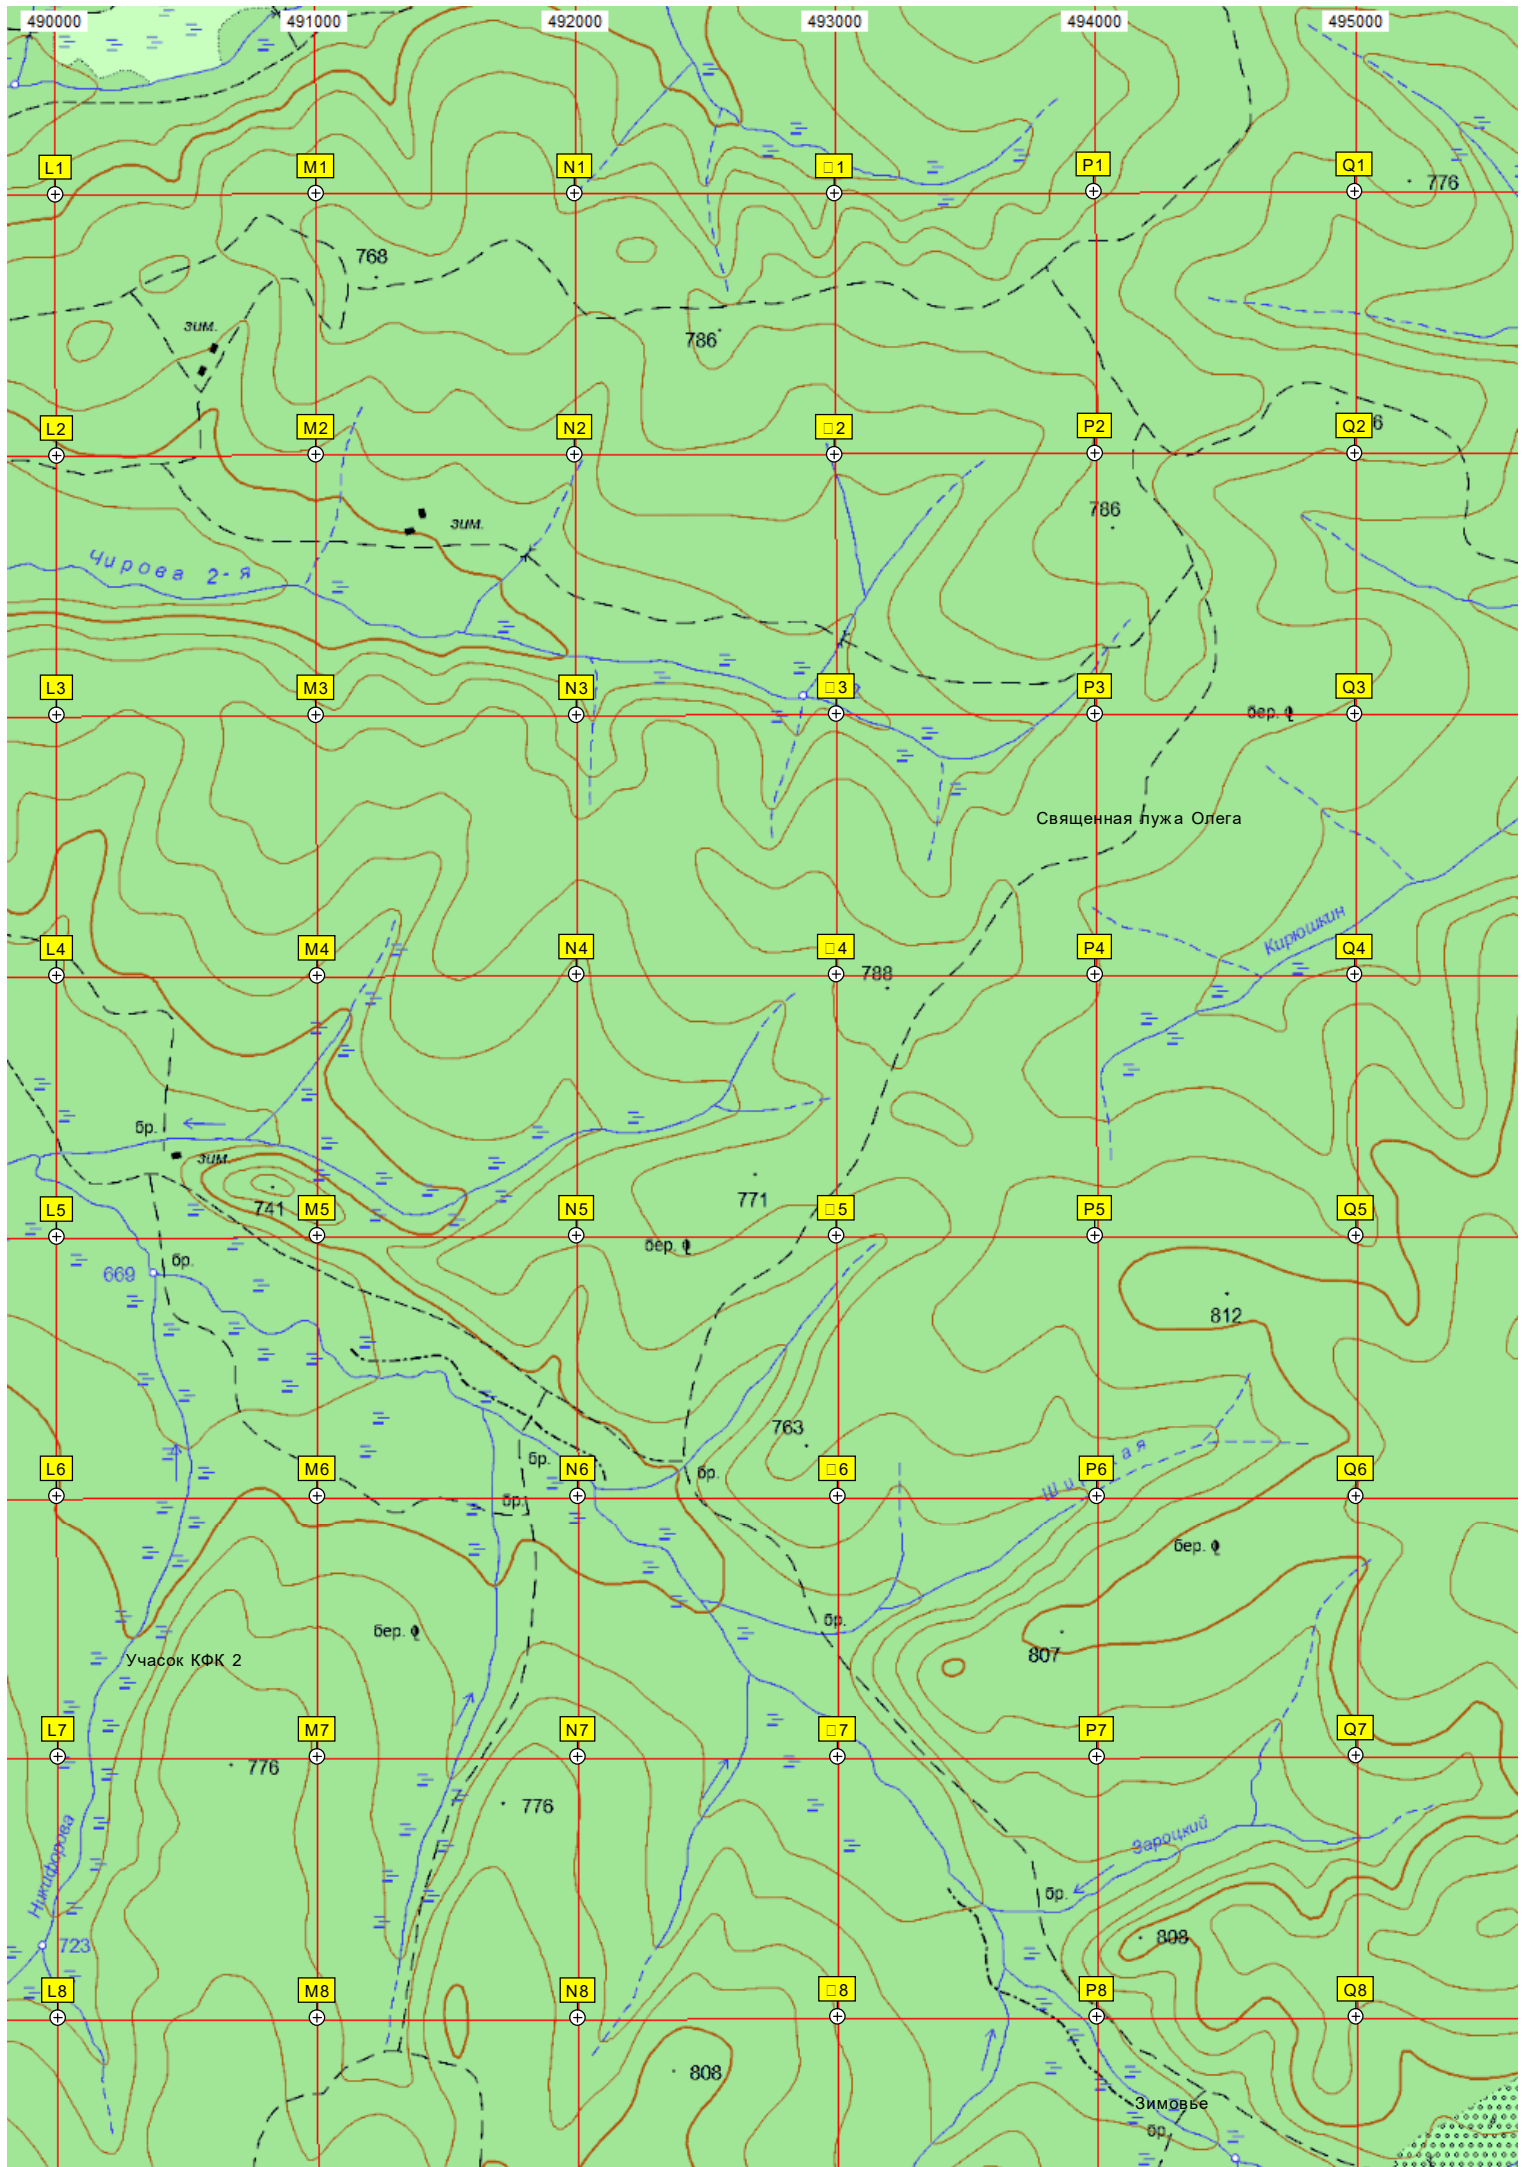 490000 491000 492000 493000 494000 495000
L1 M1 N1 □1 P1 Q1
776
768
зим.
786
L2 M2 N2 □2 P2 Q2
6
786
зим.
Чирова 2-я
L3 M3 N3 □3 P3 Q3
бер.
Священная лужа Олега
Кирюшкин
L4 M4 N4 □4 P4 Q4
788
бр.
зим.
741
771
L5 M5 N5 □5 P5 Q5
бер.
бр.
669
812
763
L6 M6 N6 □6 P6 Q6
бр.
бр.
бр.
бер.
бр.
бер.
807
Учасок КФК 2
L7 M7 N7 □7 P7 Q7
776
776
Зароцкий
Никифорова
бр.
723
808
L8 M8 N8 □8 P8 Q8
808
Зимовье
бр.